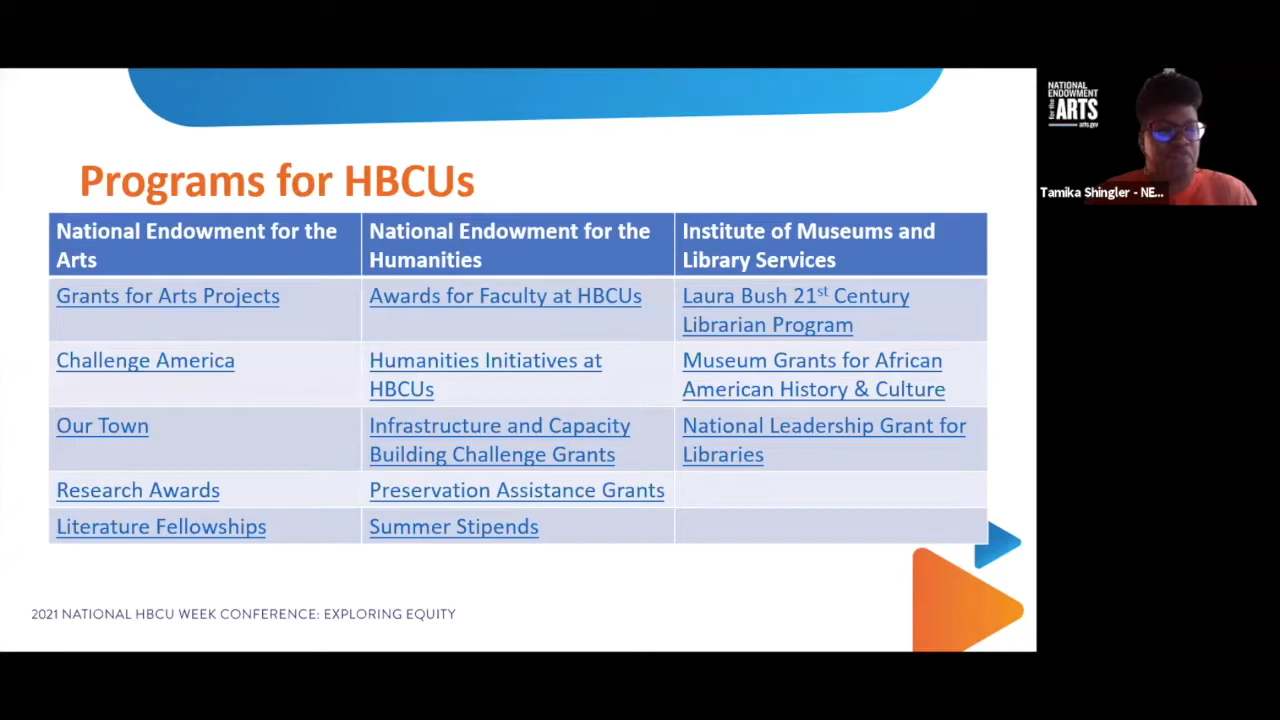 Programs for HBCUs
National Endowment for the
Arts
National Endowment for the
Humanities
Institute of Museums and
Library Services
Grants for Arts Projects
Awards for Faculty at HBCUs
Laura Bush 21st Century
Librarian Program
Challenge America
Humanities Initiatives at
HBCUs
Museum Grants for African
American History & Culture
Our Town
Infrastructure and Capacity
Building Challenge Grants
National Leadership Grant for
Libraries
Research Awards
Preservation Assistance Grants
Literature Fellowships
Summer Stipends
2021 NATIONAL HBCU WEEK CONFERENCE: EXPLORING EQUITY
NATIONAL
ENDOWMENT
for the ARTS
arts.gov
Tamika Shingler - NE...